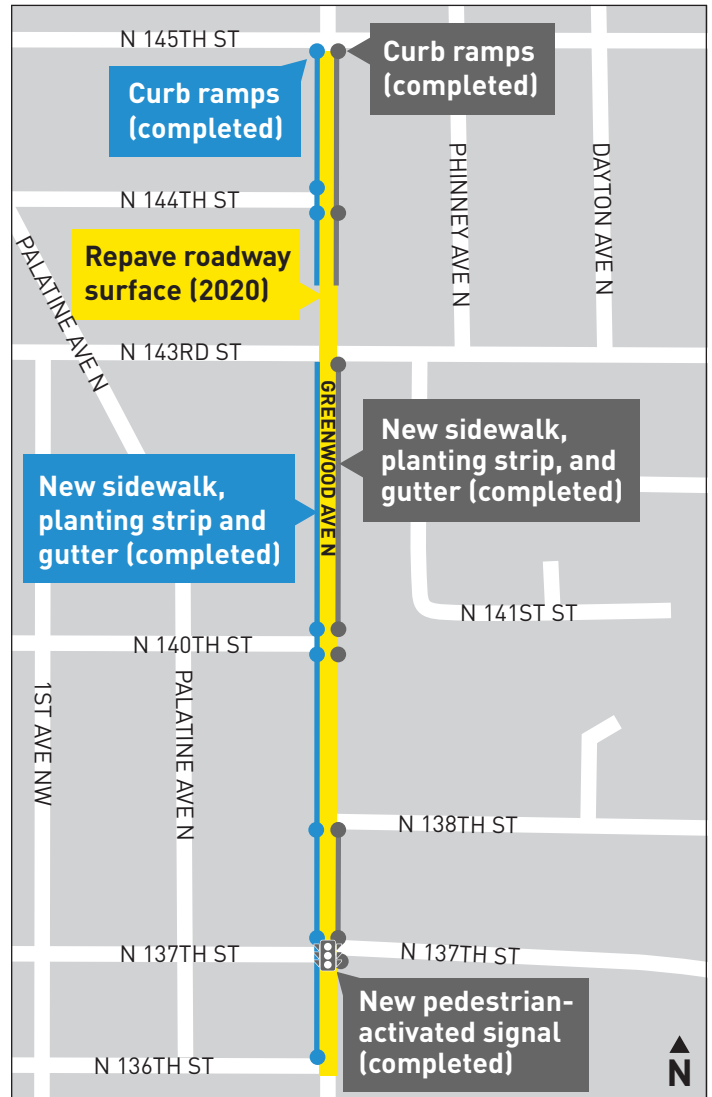 N 145TH ST
Curb ramps
(completed)
Curb ramps
(completed)
PHINNEY AVE N
DAYTON AVE N
N 144TH ST
PALATINE AVE N
Repave roadway
surface (2020)
N 143RD ST
GREENWOOD AVE N
New sidewalk,
planting strip, and
gutter (completed)
New sidewalk,
planting strip and
gutter (completed)
N 141ST ST
N 140TH ST
1ST AVE NW
PALATINE AVE N
N 138TH ST
N 137TH ST
N 137TH ST
New pedestrian-
activated signal
(completed)
N 136TH ST
N